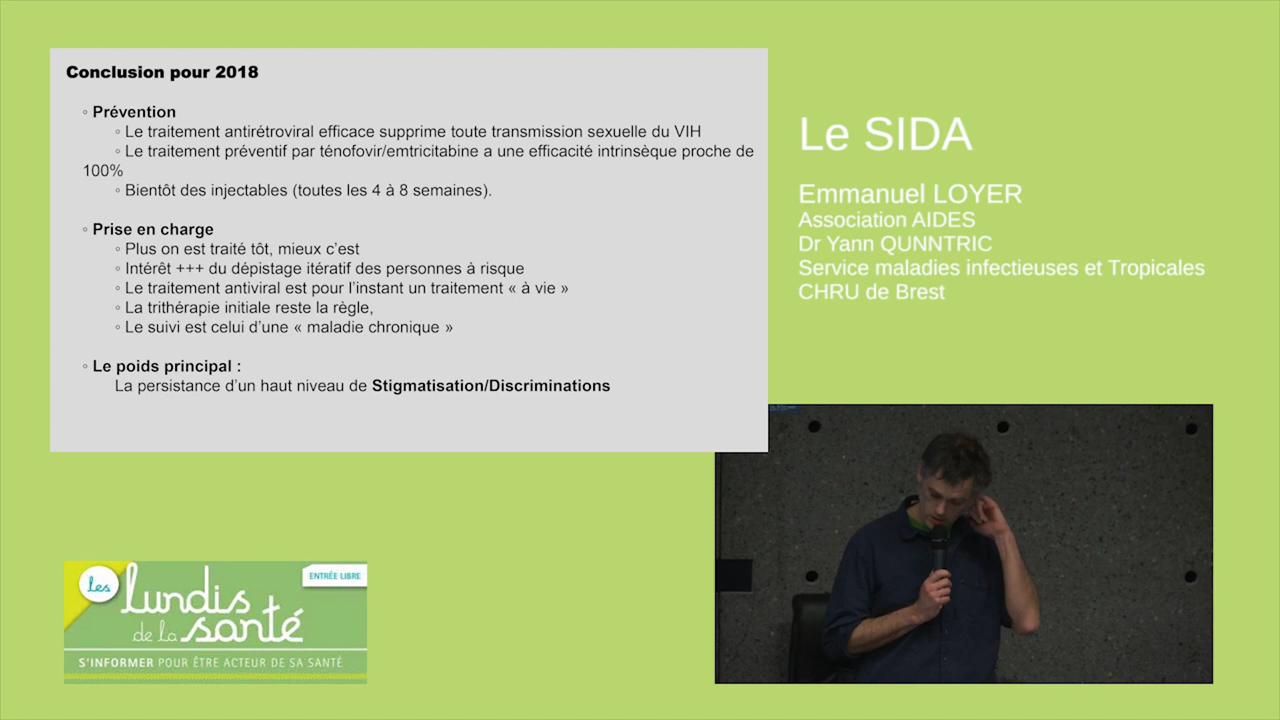 Conclusion pour 2018
◦ Prévention
◦ Le traitement antirétroviral efficace supprime toute transmission sexuelle du VIH
◦ Le traitement préventif par ténofovir/emtricitabine a une efficacité intrinsèque proche de
100%
◦ Bientôt des injectables (toutes les 4 à 8 semaines).
◦ Prise en charge
◦ Plus on est traité tôt, mieux c’est
◦ Intérêt +++ du dépistage itératif des personnes à risque
◦ Le traitement antiviral est pour l’instant un traitement « à vie »
◦ La trithérapie initiale reste la règle,
◦ Le suivi est celui d’une « maladie chronique »
◦ Le poids principal :
La persistance d’un haut niveau de Stigmatisation/Discriminations
Le SIDA
Emmanuel LOYER
Association AIDES
Dr Yann QUNNTRIC
Service maladies infectieuses et Tropicales
CHRU de Brest
les
lundis
de la santé
ENTRÉE LIBRE
S'INFORMER POUR ÊTRE ACTEUR DE SA SANTÉ